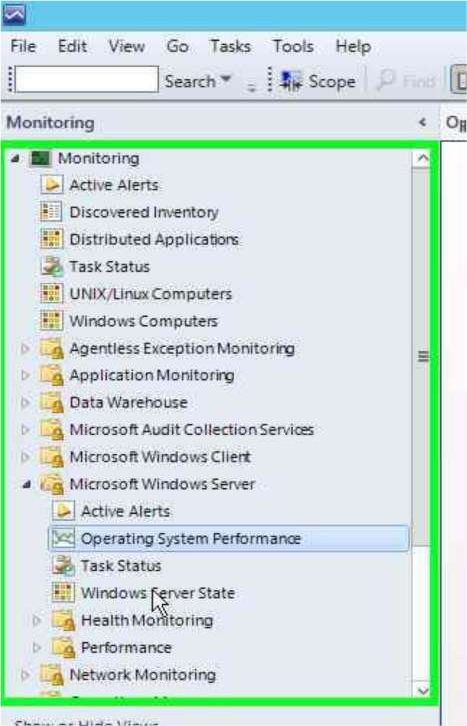 File Edit View Go Tasks Tools Help
Search Scope Find
Monitoring
Monitoring
Active Alerts
Discovered Inventory
Distributed Applications
Task Status
UNIX/Linux Computers
Windows Computers
Agentless Exception Monitoring
Application Monitoring
Data Warehouse
Microsoft Audit Collection Services
Microsoft Windows Client
Microsoft Windows Server
Active Alerts
Operating System Performance
Task Status
Windows Server State
Health Monitoring
Performance
Network Monitoring
Show or Hide Views